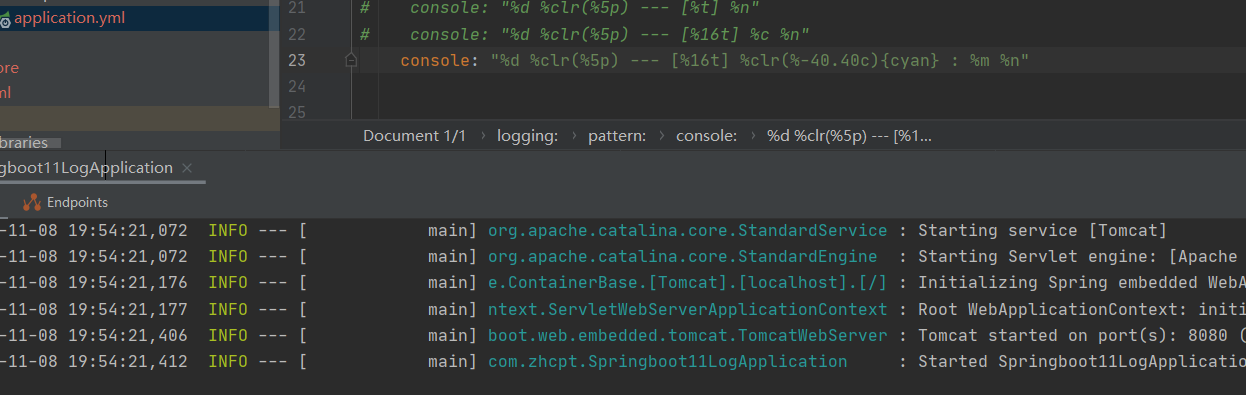 application.yml
21 # console: "%d %clr(%5p) --- [%t] %n"
22 # console: "%d %clr(%5p) --- [%16t] %c %n"
ore
23 console: "%d %clr(%5p) --- [%16t] %clr(%-40.40c){cyan} : %m %n"
ml
24
25
Document 1/1 › logging: › pattern: › console: › %d %clr(%5p) --- [%1...
ibraries
gboot11LogApplication ×
Endpoints
-11-08 19:54:21,072 INFO --- [ main] org.apache.catalina.core.StandardService : Starting service [Tomcat]
-11-08 19:54:21,072 INFO --- [ main] org.apache.catalina.core.StandardEngine : Starting Servlet engine: [Apache
-11-08 19:54:21,176 INFO --- [ main] e.ContainerBase.[Tomcat].[localhost].[/] : Initializing Spring embedded WebA
-11-08 19:54:21,177 INFO --- [ main] ntext.ServletWebServerApplicationContext : Root WebApplicationContext: initi
-11-08 19:54:21,406 INFO --- [ main] boot.web.embedded.tomcat.TomcatWebServer : Tomcat started on port(s): 8080 (
-11-08 19:54:21,412 INFO --- [ main] com.zhcpt.Springboot11LogApplication : Started Springboot11LogApplicatio